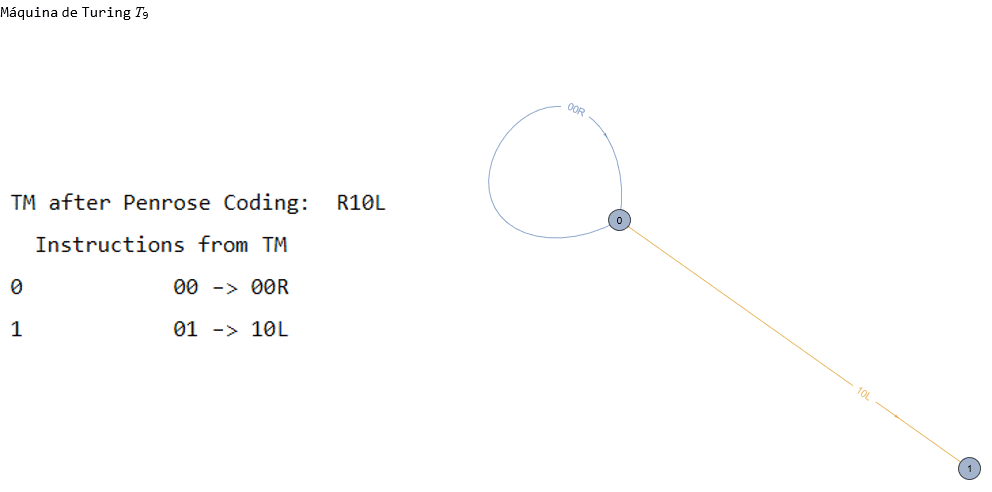 Máquina de Turing T₉
TM after Penrose Coding: R10L
Instructions from TM
0 00 –> 00R
1 01 –> 10L
00R
0
10L
1